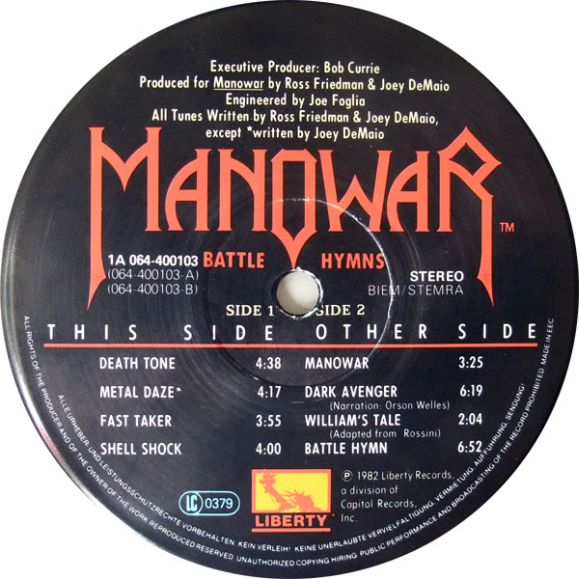 Executive Producer: Bob Currie
Produced for Manowar by Ross Friedman & Joey DeMaio
Engineered by Joe Foglia
All Tunes Written by Ross Friedman & Joey DeMaio,
except *written by Joey DeMaio
MANOWAR™
1A 064-400103 BATTLE HYMNS
(064-400103-A)
(064-400103-B)
STEREO
BIEM/STEMRA
SIDE 1 SIDE 2
THIS SIDE OTHER SIDE
DEATH TONE 4:38 MANOWAR 3:25
METAL DAZE* 4:17 DARK AVENGER 6:19
(Narration: Orson Welles)
FAST TAKER 3:55 WILLIAM'S TALE 2:04
(Adapted from Rossini)
SHELL SHOCK 4:00 BATTLE HYMN 6:52
LC 0379
LIBERTY
℗ 1982 Liberty Records,
a division of
Capitol Records,
Inc.
ALL RIGHTS OF THE PRODUCER AND OF THE OWNER OF THE WORK REPRODUCED RESERVED. UNAUTHORIZED COPYING HIRING PUBLIC PERFORMANCE AND BROADCASTING OF THE RECORD PROHIBITED. MADE IN EEC
ALLE URHEBER- UND LEISTUNGSSCHUTZRECHTE VORBEHALTEN. KEIN VERLEIH! KEINE UNERLAUBTE VERVIELFÄLTIGUNG, VERMIETUNG, AUFFÜHRUNG, SENDUNG!